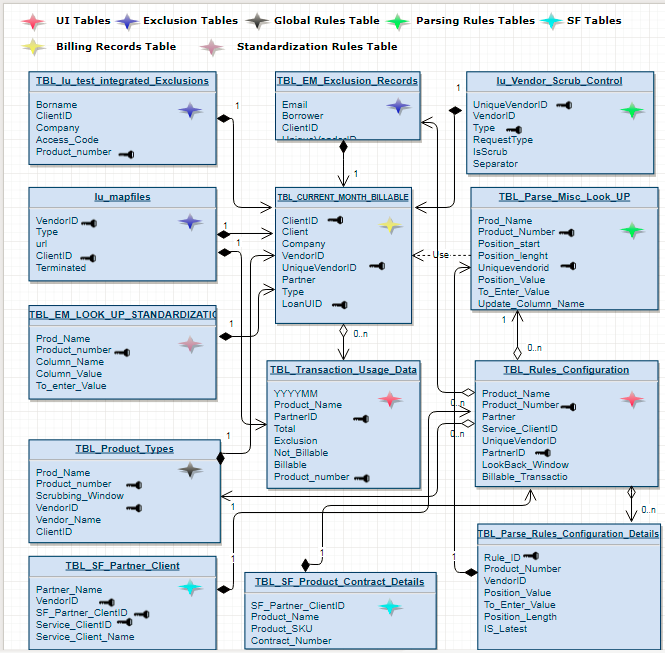 UI Tables Exclusion Tables Global Rules Table Parsing Rules Tables SF Tables
Billing Records Table Standardization Rules Table
TBL_lu_test_integrated_Exclusions
Borname
ClientID
Company
Access_Code
Product_number
TBL_EM_Exclusion_Records
Email
Borrower
ClientID
UniqueVendorID
lu_Vendor_Scrub_Control
UniqueVendorID
VendorID
Type
RequestType
IsScrub
Separator
1
1
1
lu_mapfiles
VendorID
Type
url
ClientID
Terminated
1
1
TBL_CURRENT_MONTH_BILLABLE
ClientID
Client
Company
VendorID
UniqueVendorID
Partner
Type
LoanUID
Use
TBL_Parse_Misc_Look_UP
Prod_Name
Product_Number
Position_start
Position_lenght
Uniquevendorid
Position_Value
To_Enter_Value
Update_Column_Name
TBL_EM_LOOK_UP_STANDARDIZATIO
Prod_Name
Product_number
Column_Name
Column_Value
To_enter_Value
1
0..n
1
0..n
TBL_Transaction_Usage_Data
YYYYMM
Product_Name
PartnerID
Total
Exclusion
Not_Billable
Billable
Product_number
TBL_Rules_Configuration
Product_Name
Product_Number
Partner
Service_ClientID
UniqueVendorID
PartnerID
LookBack_Window
Billable_Transactio
0..n
0..n
0..n
TBL_Product_Types
Prod_Name
Product_number
Scrubbing_Window
VendorID
Vendor_Name
ClientID
1
1
TBL_SF_Partner_Client
Partner_Name
VendorID
SF_Partner_ClentID
Service_ClientID
Service_Client_Name
1
TBL_SF_Product_Contract_Details
SF_Partner_ClientID
Product_Name
Product_SKU
Contract_Number
1
TBL_Parse_Rules_Configuration_Details
Rule_ID
Product_Number
VendorID
Position_Value
To_Enter_Value
Position_Length
IS_Latest
1